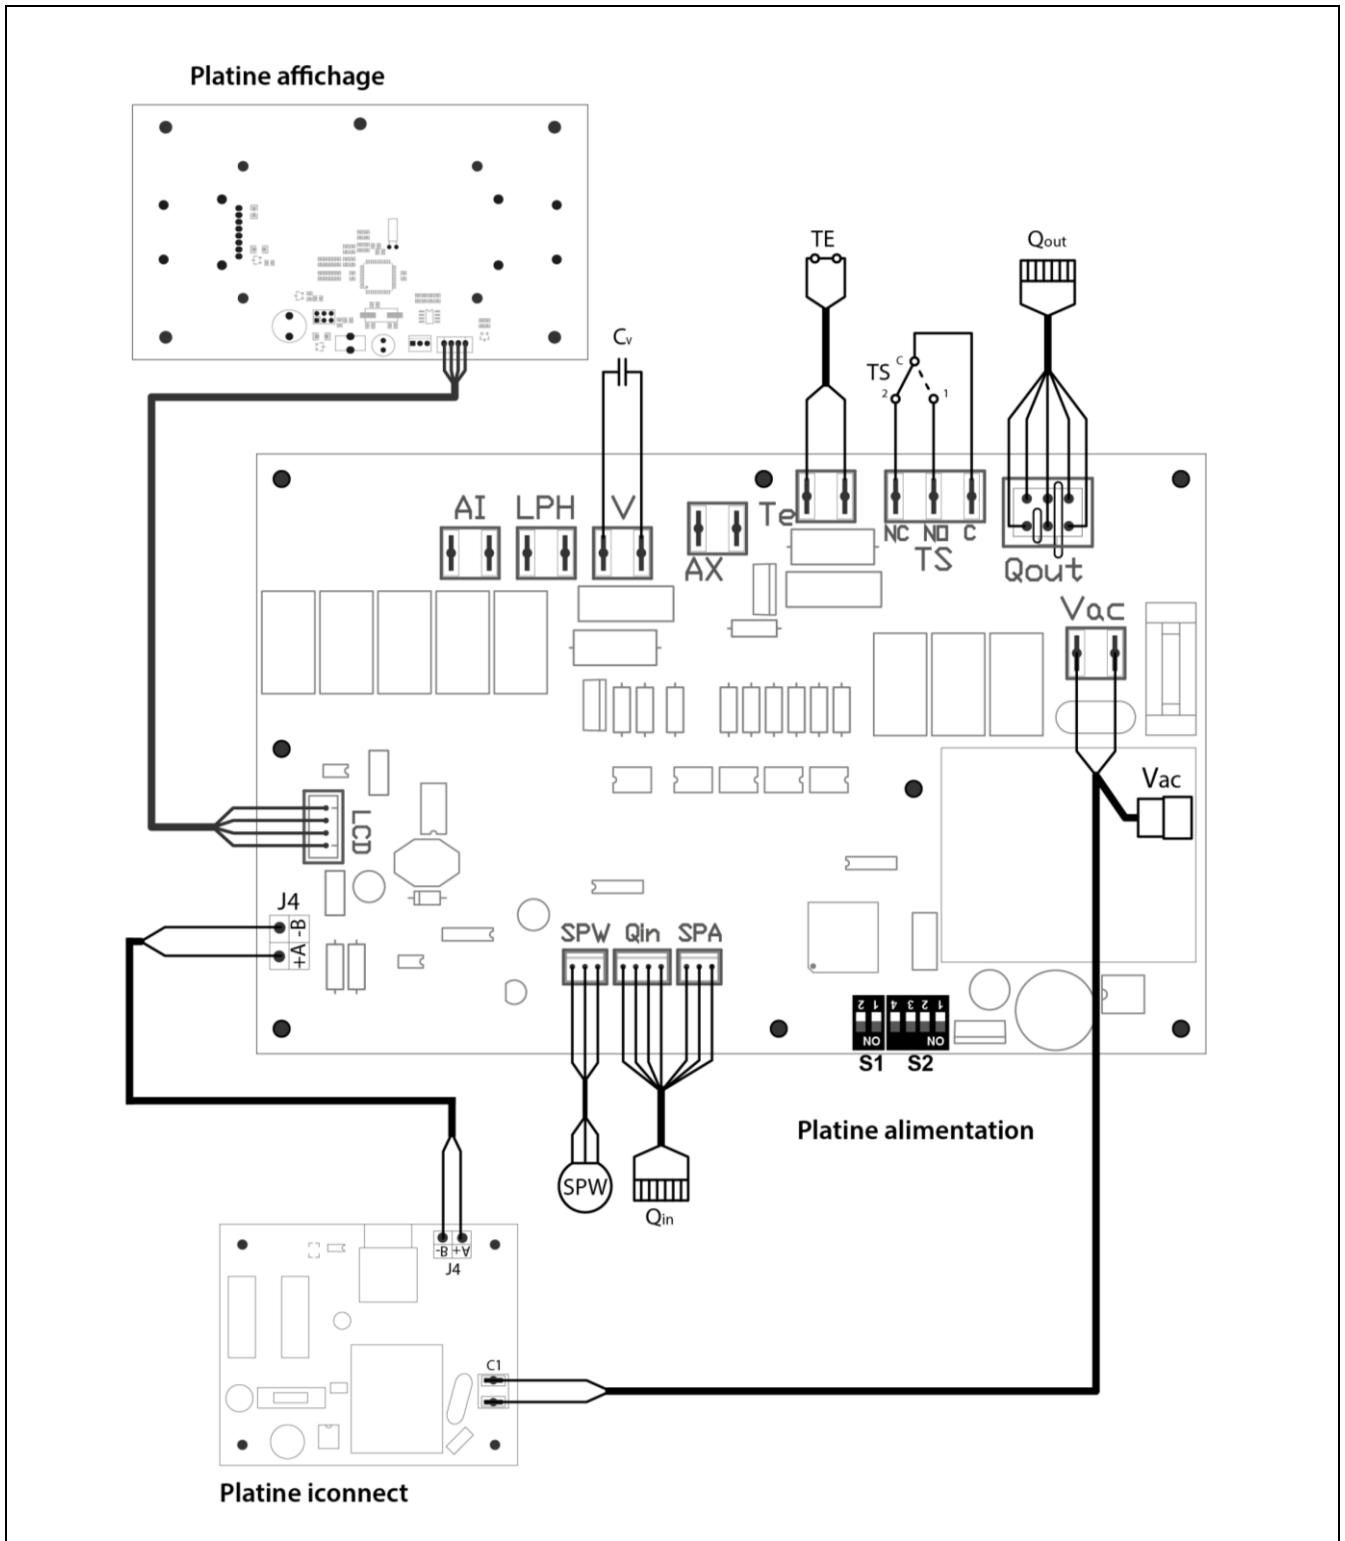 Platine affichage
TE
Qout
Cv
TS
C
2
1
AI
LPH
V
AX
Te
NC
NO
C
TS
Qout
Vac
Vac
LCD
J4
-B
+A
SPW
Qin
SPA
2 1
4 3 2 1
NO
NO
S1
S2
Platine alimentation
SPW
Qin
-B
+A
J4
C1
Platine iconnect